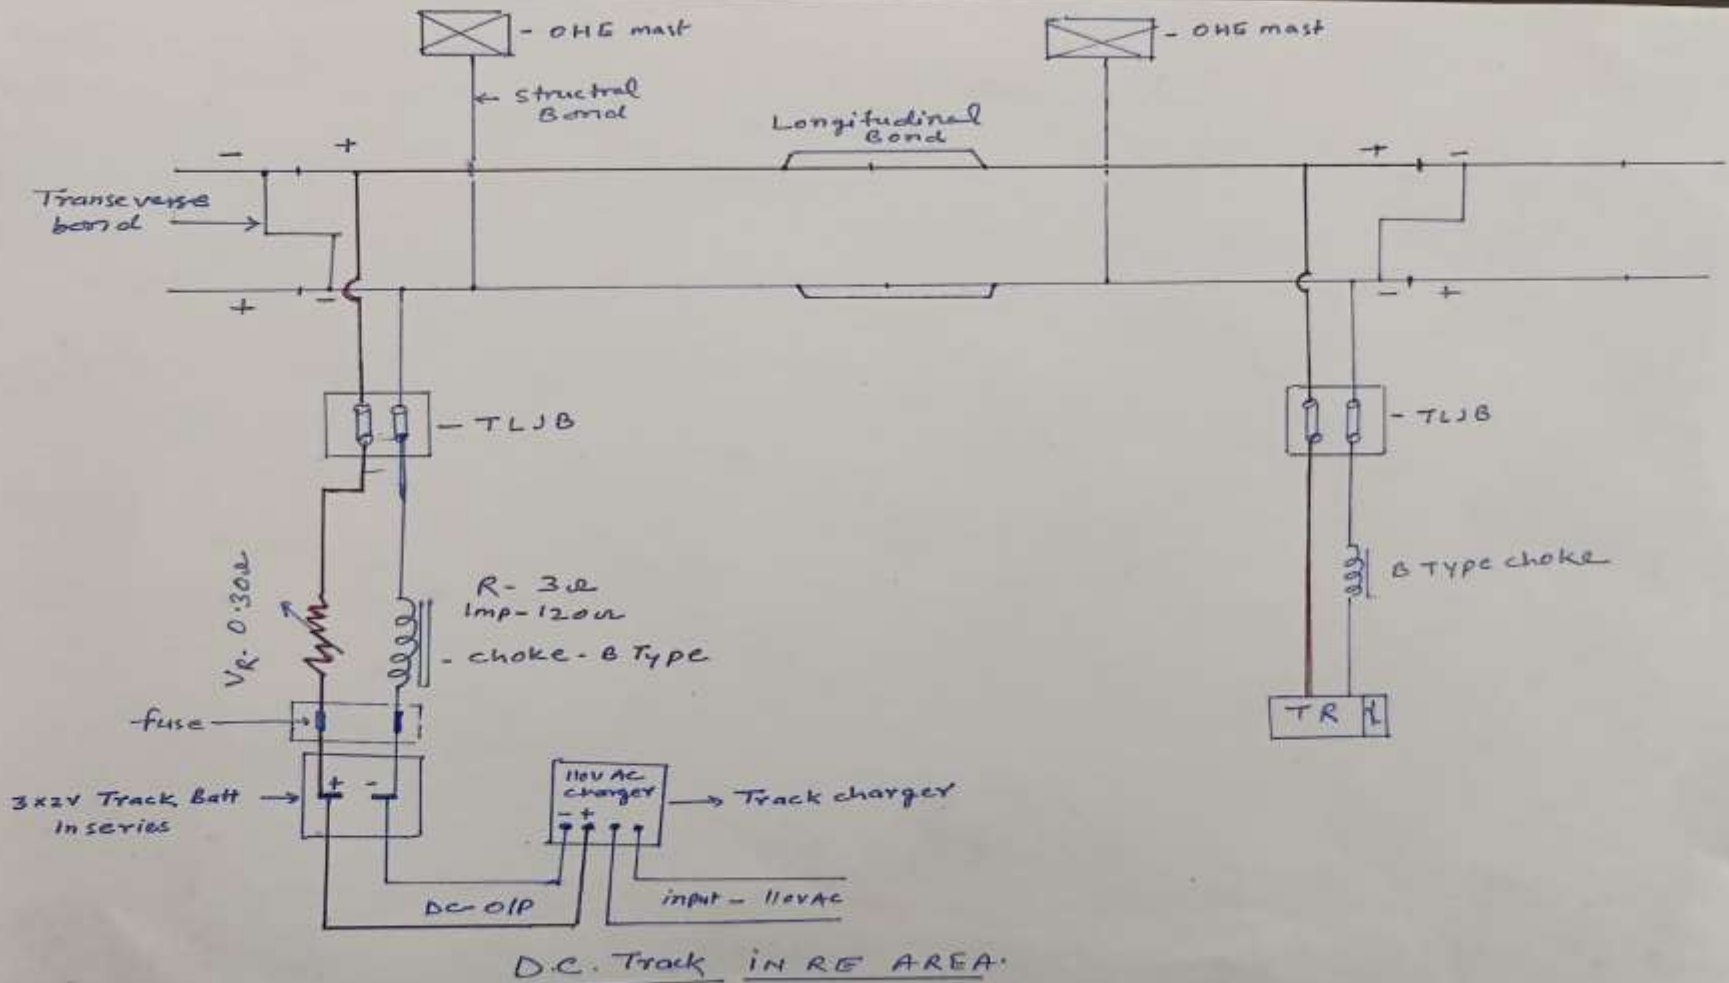 - OHE mast
- OHE mast
← Structral
Bond
Longitudinal
Bond
- +
+ -
Transeverse
bond →
+ -
- +
- TLJB
- TLJB
VR. 0.30Ω
R- 3Ω
Imp-120Ω
- choke - B Type
B Type choke
fuse →
TR
+ -
3x2V Track Batt →
in series
110V AC
charger
- +
→ Track charger
DC-O/P
input - 110VAC
D.C. Track IN RE AREA.